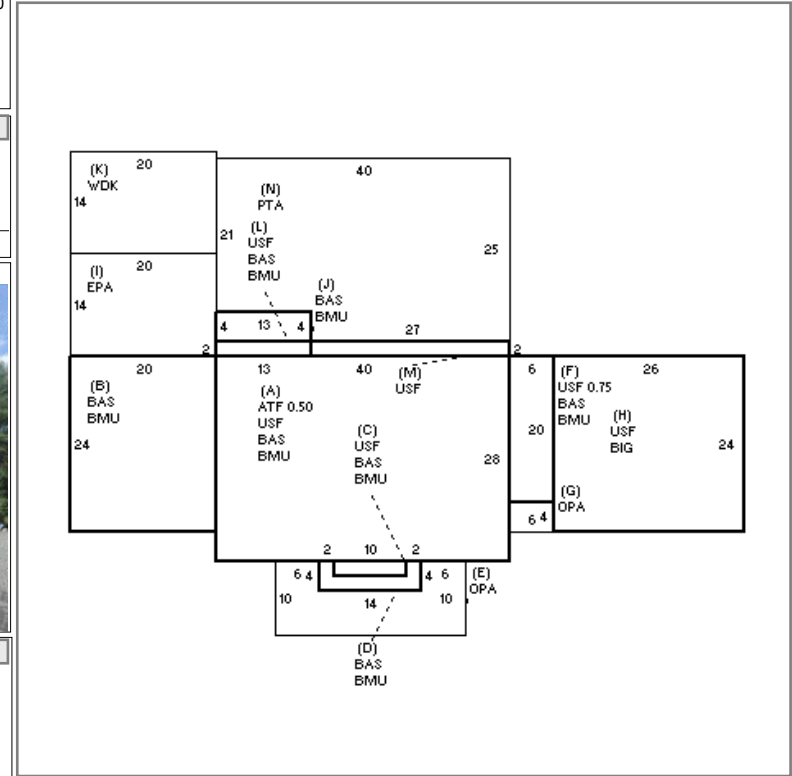 (K)
WDK
20
14
40
(N)
PTA
21
25
(L)
USF
BAS
BMU
(I)
EPA
20
14
(J)
BAS
BMU
4
13
4
27
2
2
20
13
40
(M)
USF
6
(F)
USF 0.75
BAS
BMU
26
(B)
BAS
BMU
24
(A)
ATF 0.50
USF
BAS
BMU
(C)
USF
BAS
BMU
28
20
(H)
USF
BIG
24
(G)
OPA
6
4
2
10
2
6
4
4
6
(E)
OPA
10
14
10
(D)
BAS
BMU